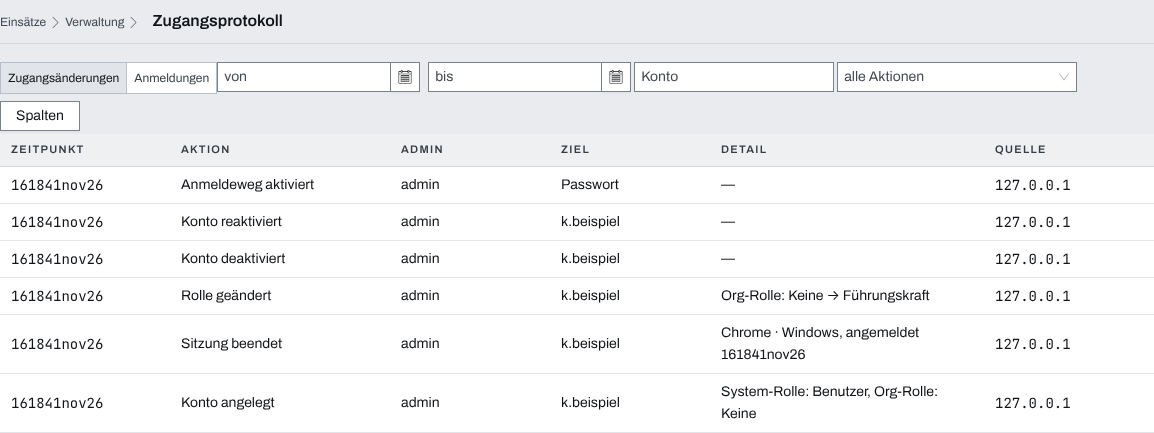 Einsätze Verwaltung Zugangsprotokoll
Zugangsänderungen Anmeldungen von bis Konto alle Aktionen
Spalten
ZEITPUNKT AKTION ADMIN ZIEL DETAIL QUELLE
161841nov26 Anmeldeweg aktiviert admin Passwort — 127.0.0.1
161841nov26 Konto reaktiviert admin k.beispiel — 127.0.0.1
161841nov26 Konto deaktiviert admin k.beispiel — 127.0.0.1
161841nov26 Rolle geändert admin k.beispiel Org-Rolle: Keine → Führungskraft 127.0.0.1
161841nov26 Sitzung beendet admin k.beispiel Chrome · Windows, angemeldet 127.0.0.1
161841nov26
161841nov26 Konto angelegt admin k.beispiel System-Rolle: Benutzer, Org-Rolle: 127.0.0.1
Keine